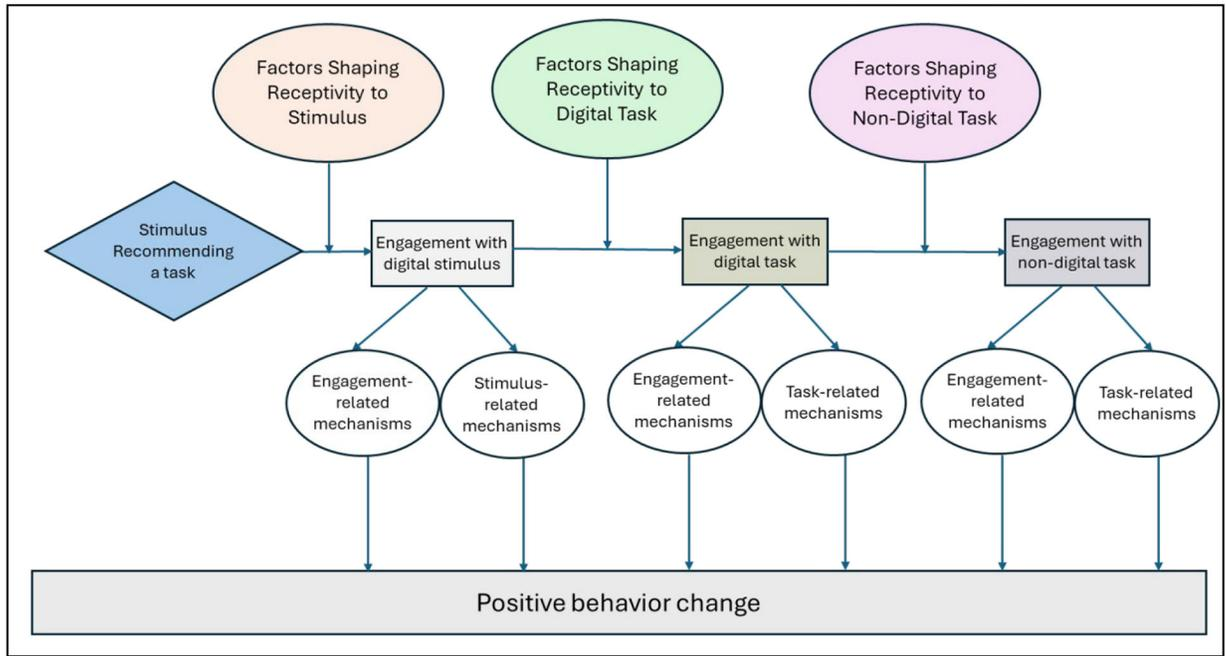 Factors Shaping
Receptivity to
Stimulus
Factors Shaping
Receptivity to
Digital Task
Factors Shaping
Receptivity to
Non-Digital Task
Stimulus
Recommending
a task
Engagement with
digital stimulus
Engagement with
digital task
Engagement with
non-digital task
Engagement-
related
mechanisms
Stimulus-
related
mechanisms
Engagement-
related
mechanisms
Task-related
mechanisms
Engagement-
related
mechanisms
Task-related
mechanisms
Positive behavior change